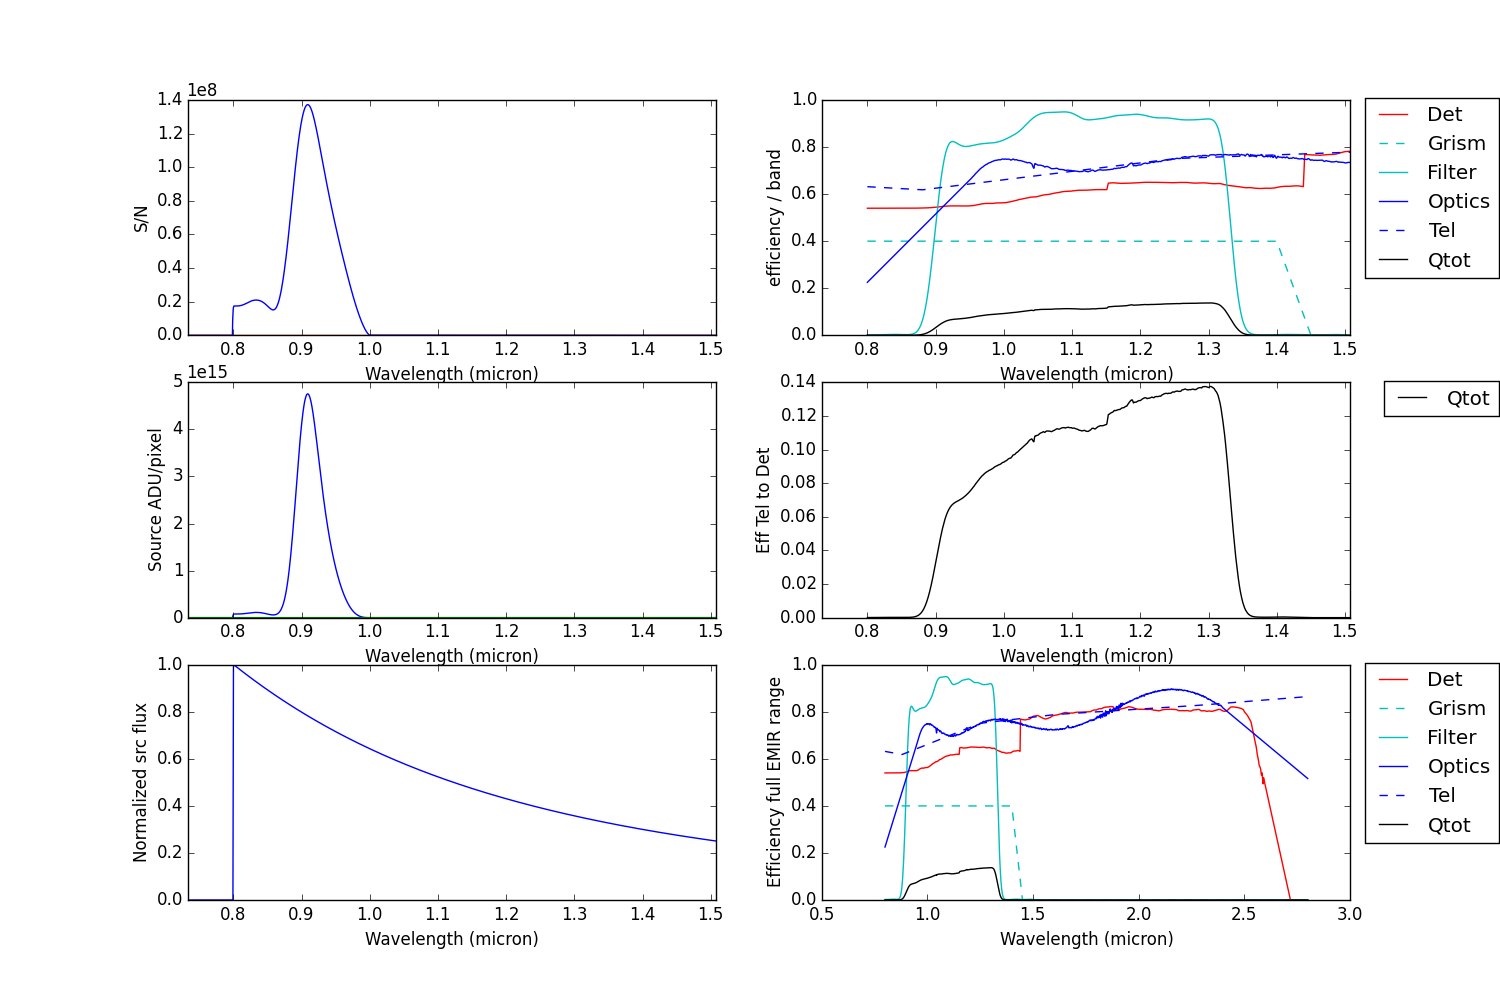 1e8
S/N
1.4
1.2
1.0
0.8
0.6
0.4
0.2
0.0
0.8 0.9 1.0 1.1 1.2 1.3 1.4 1.5
Wavelength (micron)
efficiency / band
1.0
0.8
0.6
0.4
0.2
0.0
0.8 0.9 1.0 1.1 1.2 1.3 1.4 1.5
Wavelength (micron)
Det
Grism
Filter
Optics
Tel
Qtot
1e15
Source ADU/pixel
5
4
3
2
1
0
0.8 0.9 1.0 1.1 1.2 1.3 1.4 1.5
Wavelength (micron)
Eff Tel to Det
0.14
0.12
0.10
0.08
0.06
0.04
0.02
0.00
0.8 0.9 1.0 1.1 1.2 1.3 1.4 1.5
Wavelength (micron)
Qtot
Normalized src flux
1.0
0.8
0.6
0.4
0.2
0.0
0.8 0.9 1.0 1.1 1.2 1.3 1.4 1.5
Wavelength (micron)
Efficiency full EMIR range
1.0
0.8
0.6
0.4
0.2
0.0
0.5 1.0 1.5 2.0 2.5 3.0
Wavelength (micron)
Det
Grism
Filter
Optics
Tel
Qtot